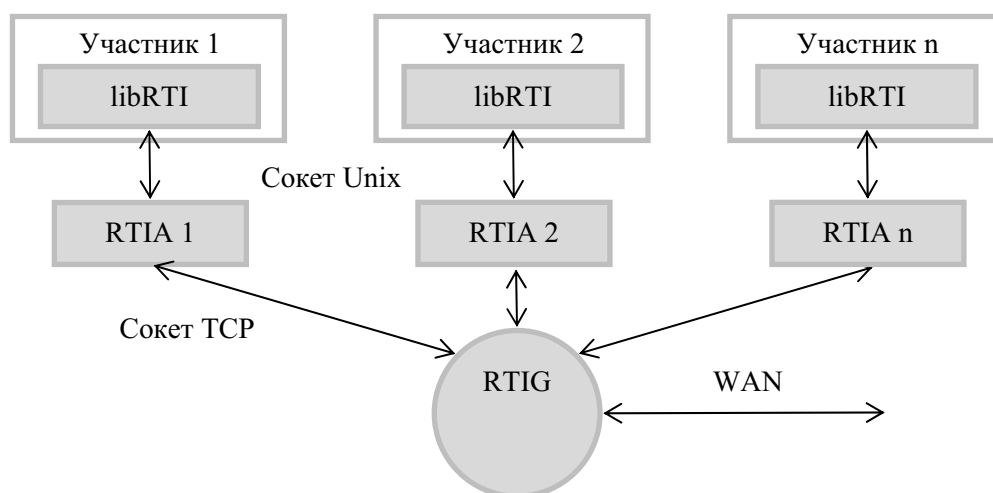 Участник 1
Участник 2
Участник n
libRTI
libRTI
libRTI
Сокет Unix
RTIA 1
RTIA 2
RTIA n
Сокет TCP
RTIG
WAN